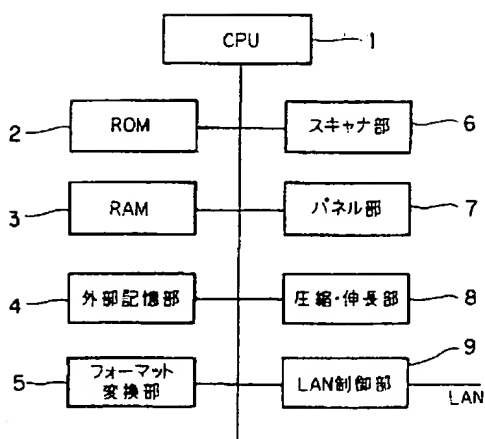 CPU
1
2
ROM
スキャナ部
6
3
RAM
パネル部
7
4
外部記憶部
圧縮・伸長部
8
9
5
フォーマット
変換部
LAN制御部
LAN